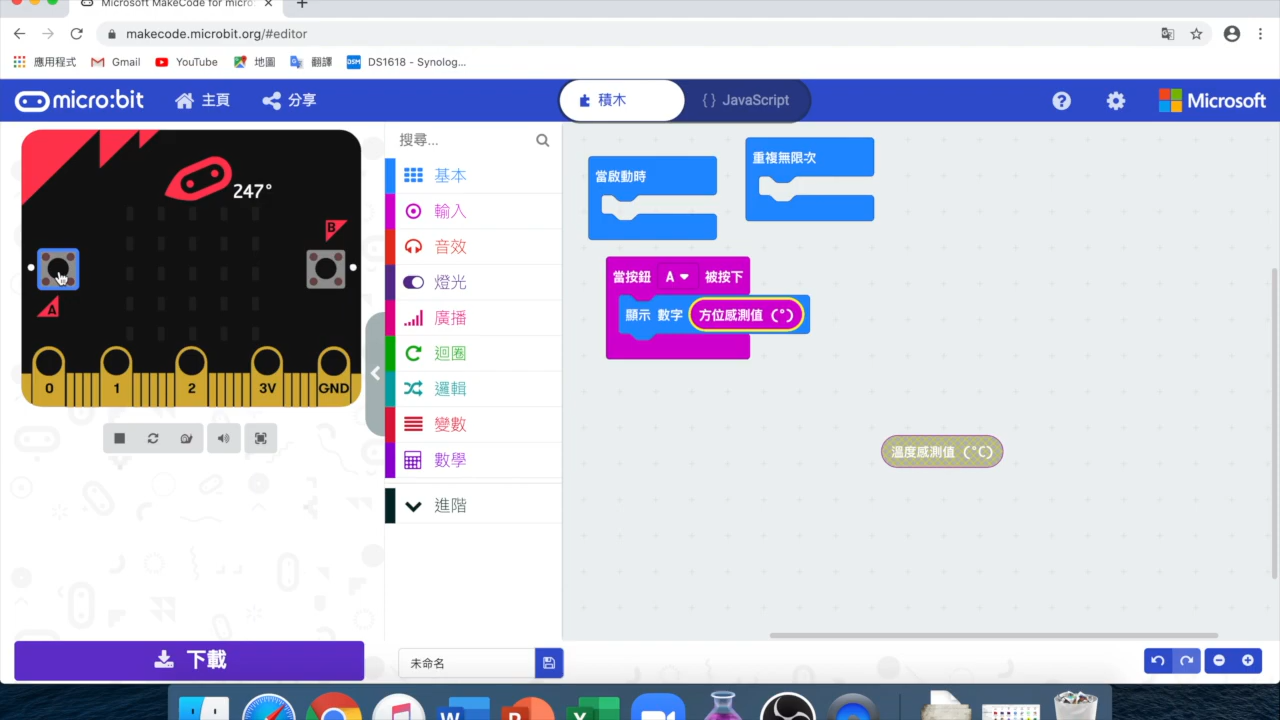 Microsoft MakeCode for micro:
makecode.microbit.org/#editor
應用程式 Gmail YouTube 地圖 翻譯 DSM DS1618 - Synolog...
micro:bit 主頁 分享 積木 {} JavaScript ? Microsoft
247°
B
A
0 1 2 3V GND
下載
搜尋...
基本
輸入
音效
燈光
廣播
迴圈
邏輯
變數
數學
進階
當啟動時
重複無限次
當按鈕 A 被按下
顯示 數字 方位感測值 (°)
溫度感測值 (°C)
未命名